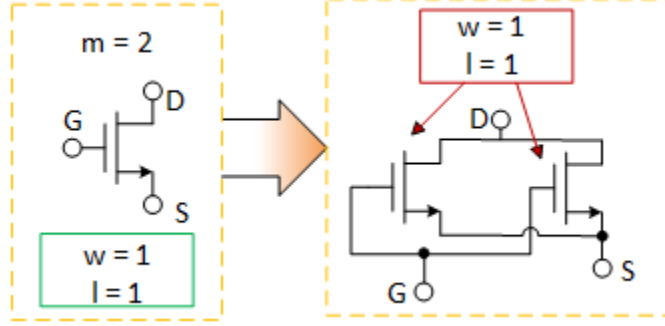 m = 2
D
G
S
w = 1
l = 1
w = 1
l = 1
D
G
S